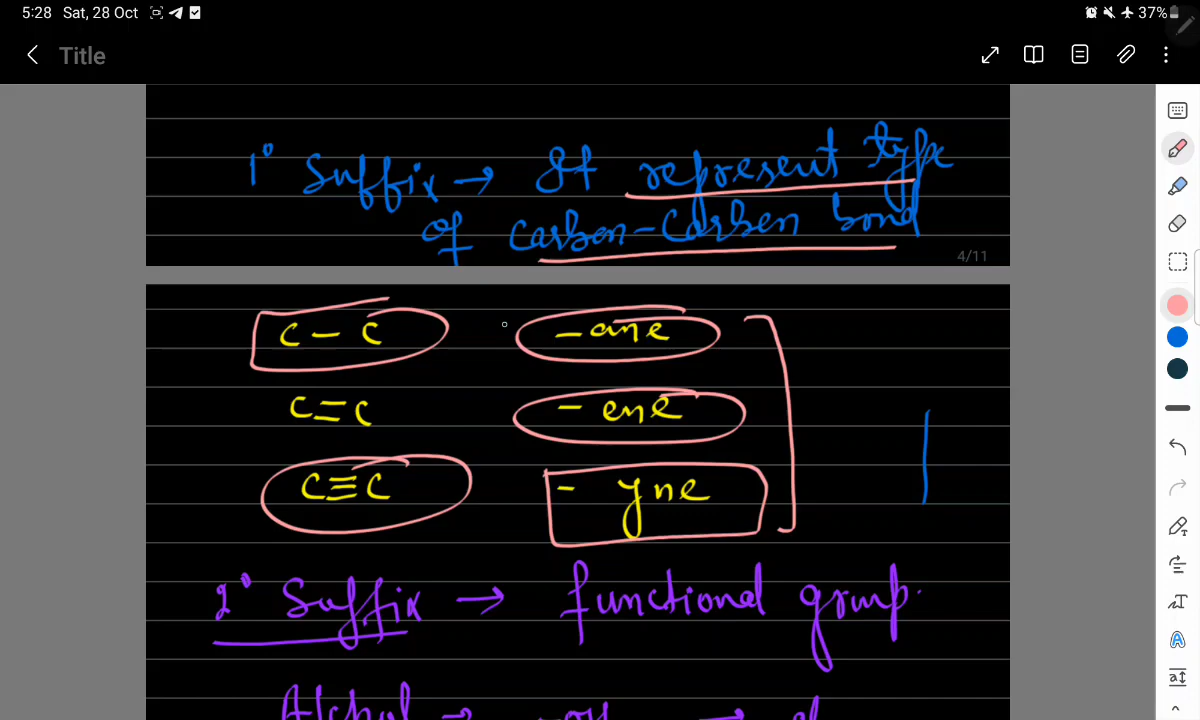 5:28 Sat, 28 Oct
37%
Title
1° Suffix → It represent type
of Carbon-Carbon bond
4/11
C - C - ane
C=C - ene
C≡C - yne
2° Suffix → functional group.